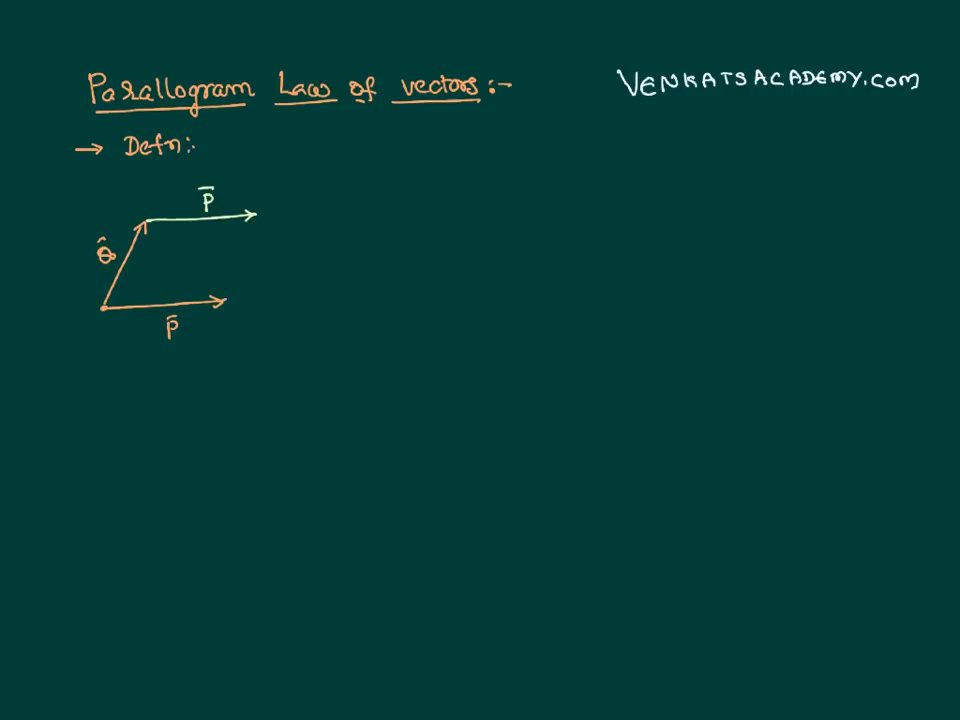 Parallogram Law of vectors:-
VENKATSACADEMY.COM
→ Defn:
P̅
Q̂
P̅